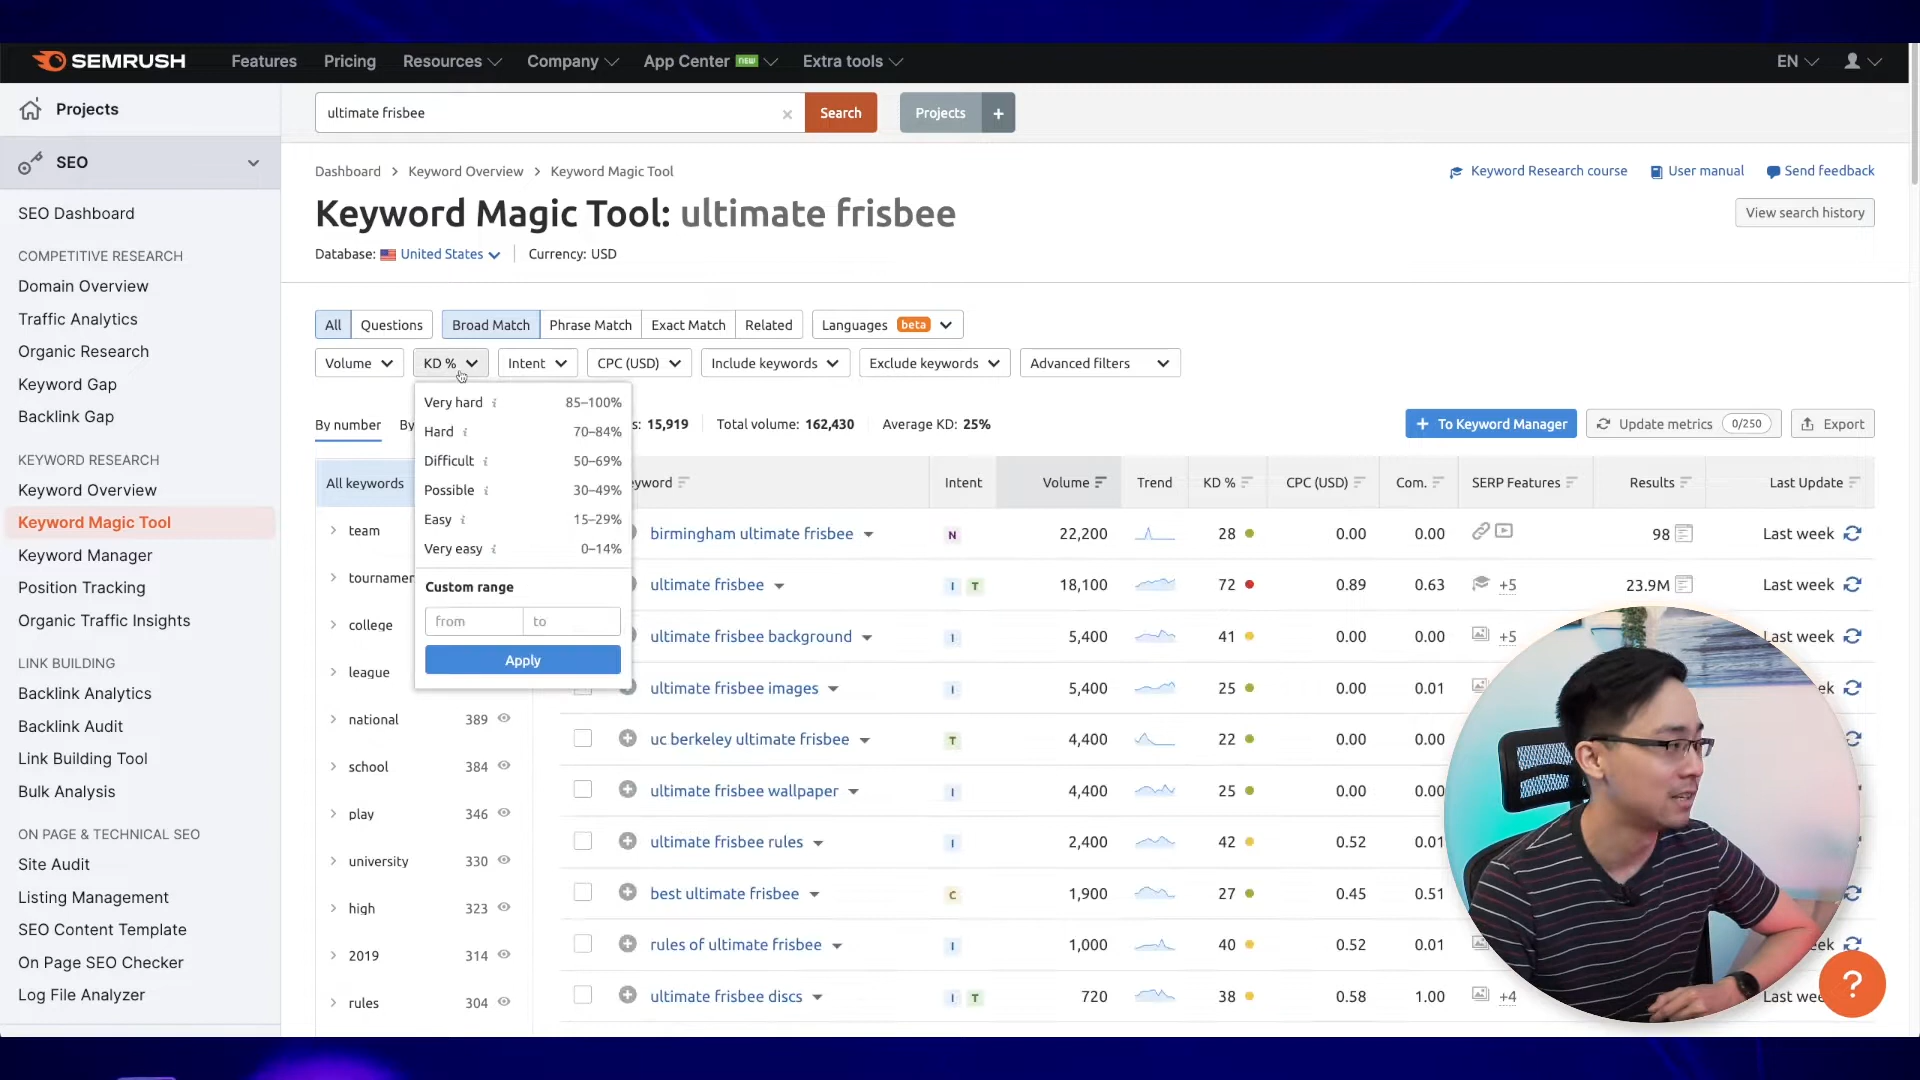 SEMRUSH Features Pricing Resources Company App Center NEW Extra tools EN
Projects
SEO
SEO Dashboard
COMPETITIVE RESEARCH
Domain Overview
Traffic Analytics
Organic Research
Keyword Gap
Backlink Gap
KEYWORD RESEARCH
Keyword Overview
Keyword Magic Tool
Keyword Manager
Position Tracking
Organic Traffic Insights
LINK BUILDING
Backlink Analytics
Backlink Audit
Link Building Tool
Bulk Analysis
ON PAGE & TECHNICAL SEO
Site Audit
Listing Management
SEO Content Template
On Page SEO Checker
Log File Analyzer
ultimate frisbee × Search Projects +
Dashboard > Keyword Overview > Keyword Magic Tool
Keyword Research course User manual Send feedback
Keyword Magic Tool: ultimate frisbee
View search history
Database: United States Currency: USD
All Questions Broad Match Phrase Match Exact Match Related Languages beta
Volume KD % Intent CPC (USD) Include keywords Exclude keywords Advanced filters
Very hard i 85–100%
Hard i 70–84%
Difficult i 50–69%
Possible i 30–49%
Easy i 15–29%
Very easy i 0–14%
Custom range
from to
Apply
By number By s: 15,919 Total volume: 162,430 Average KD: 25%
+ To Keyword Manager Update metrics 0/250 Export
All keywords
team
tournamen
college
league
national 389
school 384
play 346
university 330
high 323
2019 314
rules 304
eyword Intent Volume Trend KD % CPC (USD) Com. SERP Features Results Last Update
birmingham ultimate frisbee N 22,200 28 0.00 0.00 98 Last week
ultimate frisbee I T 18,100 72 0.89 0.63 +5 23.9M Last week
ultimate frisbee background I 5,400 41 0.00 0.00 +5 Last week
ultimate frisbee images I 5,400 25 0.00 0.01 ek
uc berkeley ultimate frisbee T 4,400 22 0.00 0.00
ultimate frisbee wallpaper I 4,400 25 0.00 0.00
ultimate frisbee rules I 2,400 42 0.52 0.01
best ultimate frisbee C 1,900 27 0.45 0.51
rules of ultimate frisbee I 1,000 40 0.52 0.01 eek
ultimate frisbee discs I T 720 38 0.58 1.00 +4 Last wee
?